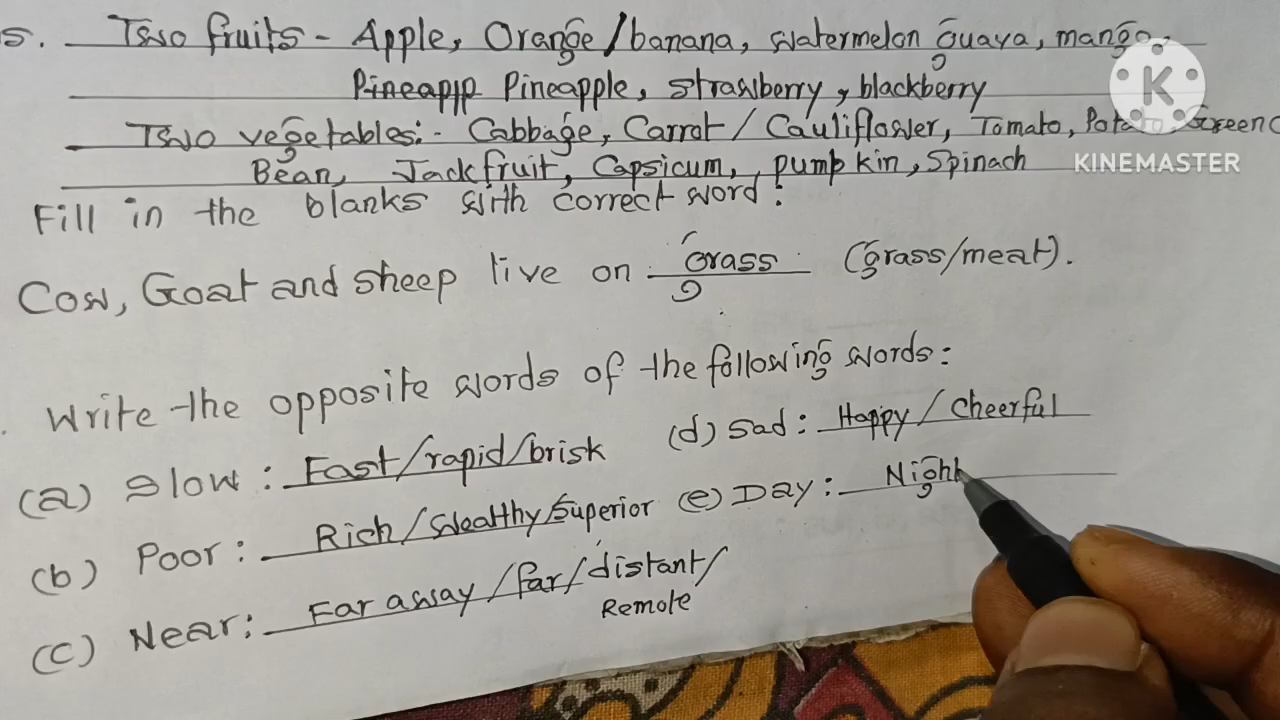 s. Two fruits - Apple, Orange/banana, watermelon Guava, mango,
Pineapple, strawberry, blackberry
Two vegetables:- Cabbage, Carrot / Cauliflower, Tomato, Potato, Green
Bean, Jackfruit, Capsicum, pumpkin, Spinach
Fill in the blanks with correct word:
Cow, Goat and sheep live on Grass (grass/meat).
Write the opposite words of the following words:
(a) Slow: Fast/rapid/brisk
(b) Poor: Rich/Wealthy/Superior
(c) Near: Far away/far/distant/
Remote
(d) Sad: Happy/Cheerful
(e) Day: Night
K
KINEMASTER